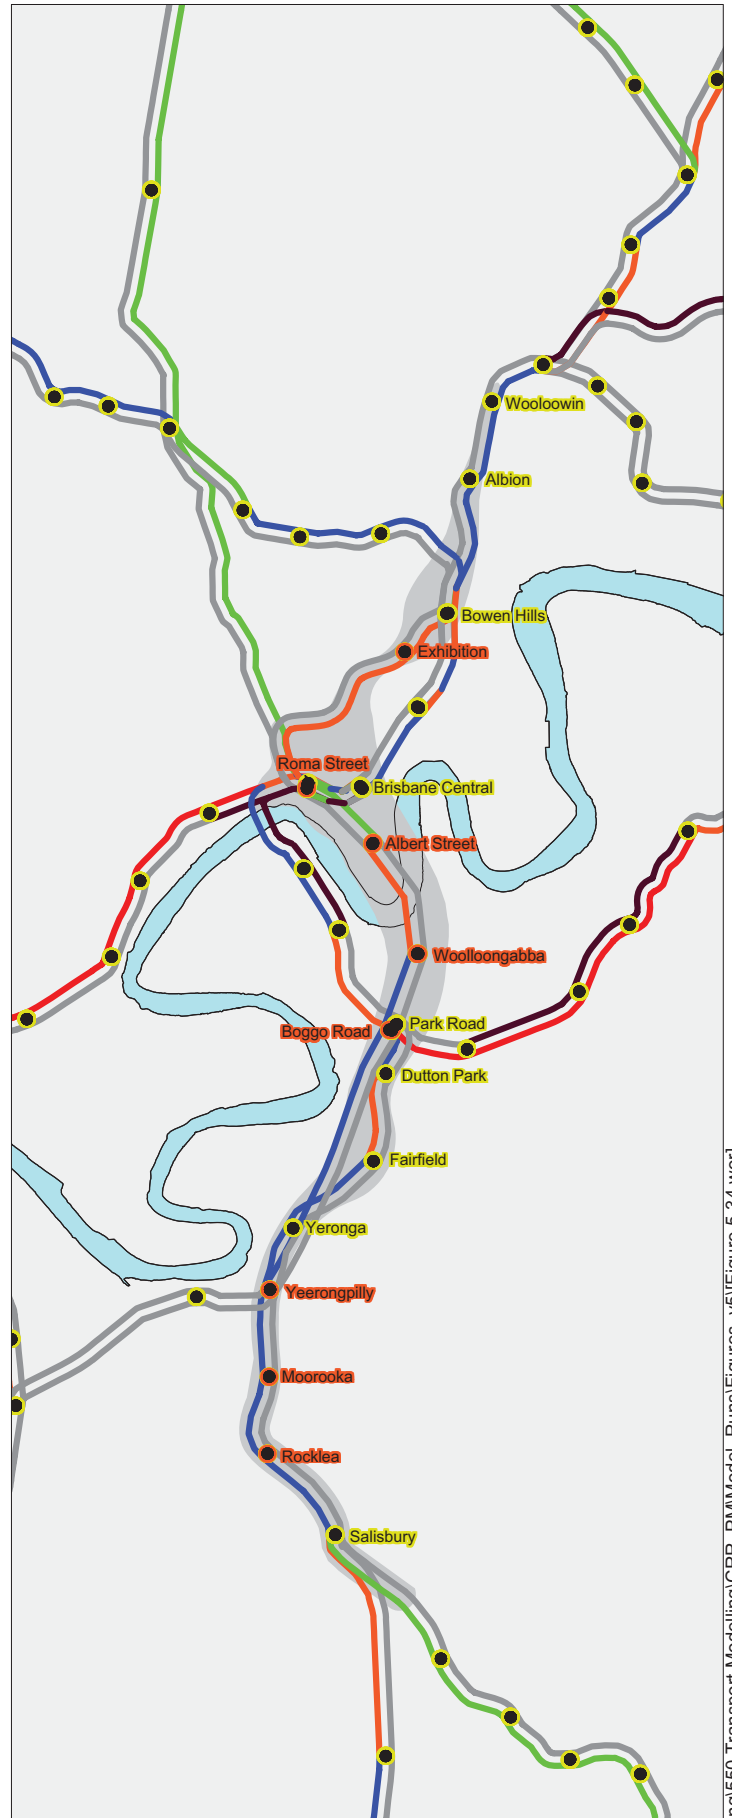 Wooloowin
Albion
Bowen Hills
Exhibition
Roma Street
Brisbane Central
Albert Street
Woolloongabba
Park Road
Boggo Road
Dutton Park
Fairfield
Yeronga
Yeerongpilly
Moorooka
Rocklea
Salisbury